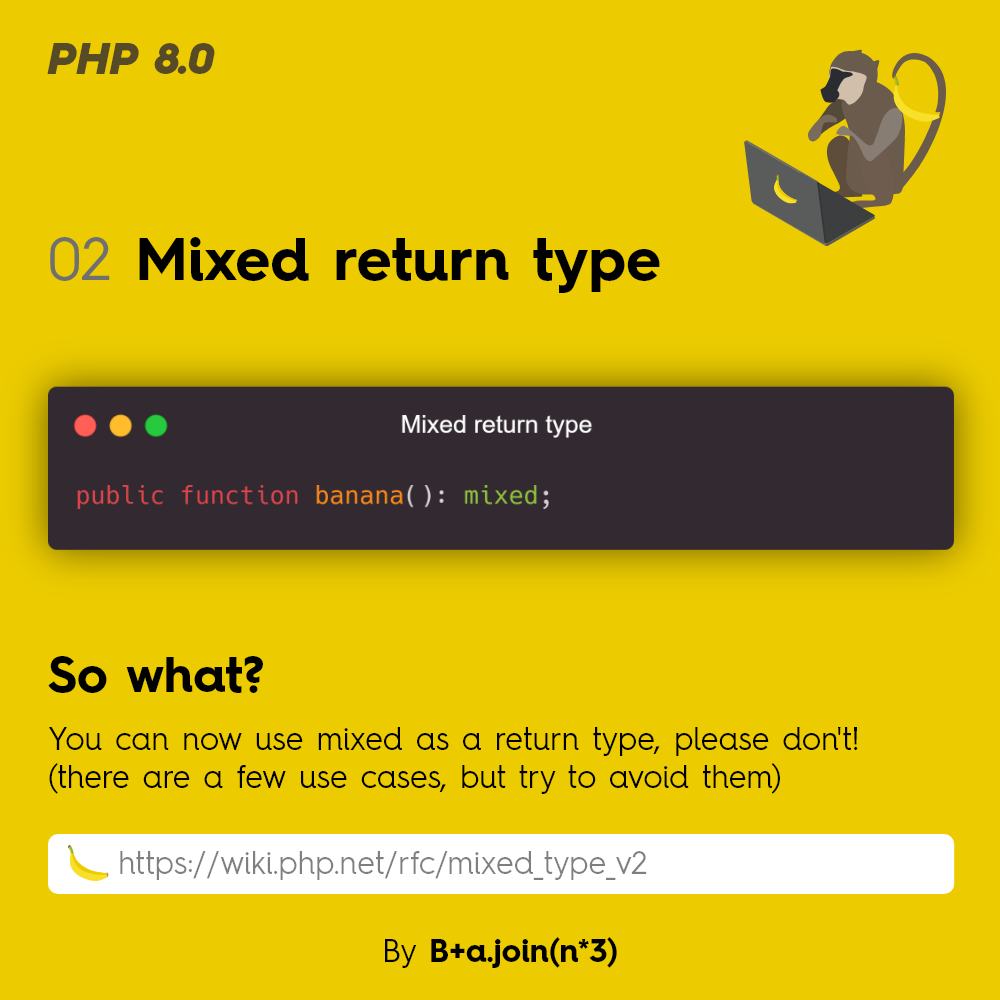 PHP 8.0
02 Mixed return type
Mixed return type
public function banana(): mixed;
So what?
You can now use mixed as a return type, please don't!
(there are a few use cases, but try to avoid them)
https://wiki.php.net/rfc/mixed_type_v2
By B+a.join(n*3)